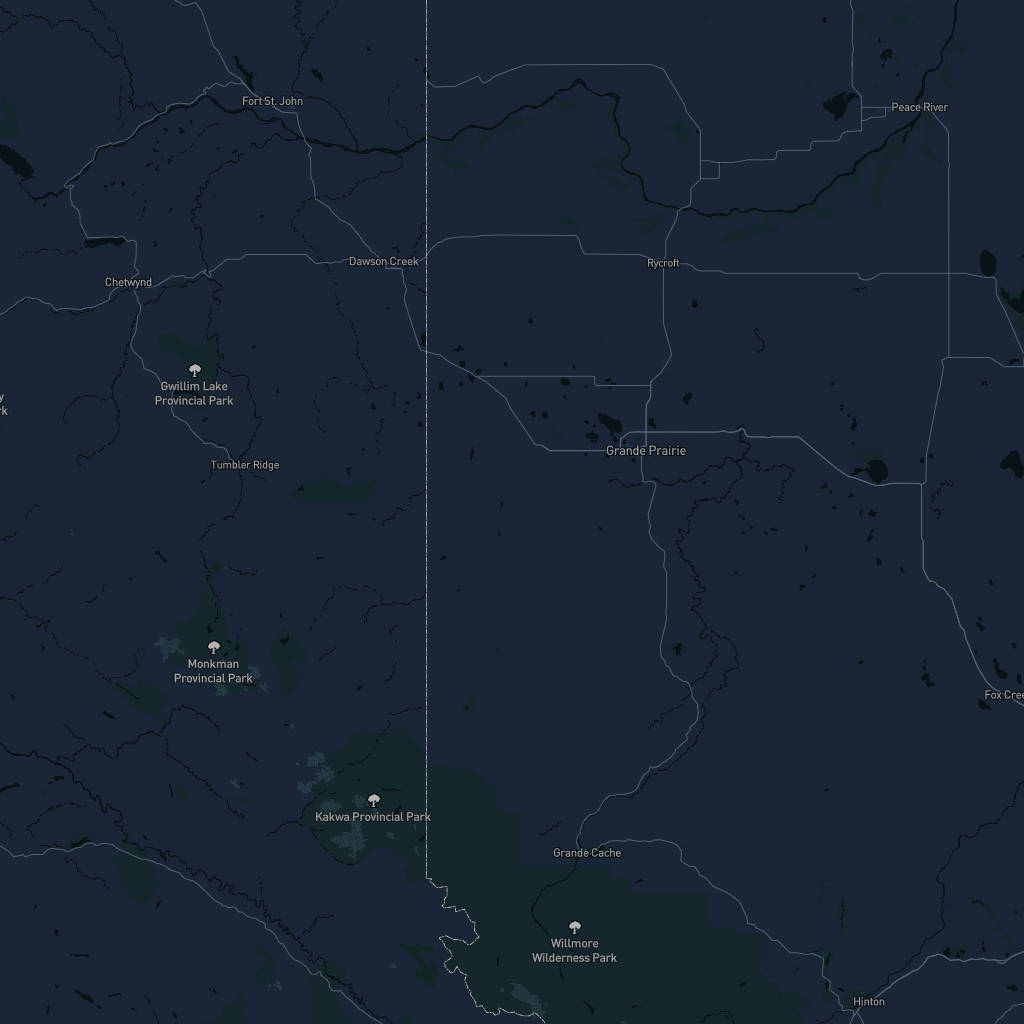 Fort St. John
Peace River
Dawson Creek
Rycroft
Chetwynd
Gwillim Lake
Provincial Park
y
rk
Grande Prairie
Tumbler Ridge
Monkman
Provincial Park
Fox Cree
Kakwa Provincial Park
Grande Cache
Willmore
Wilderness Park
Hinton